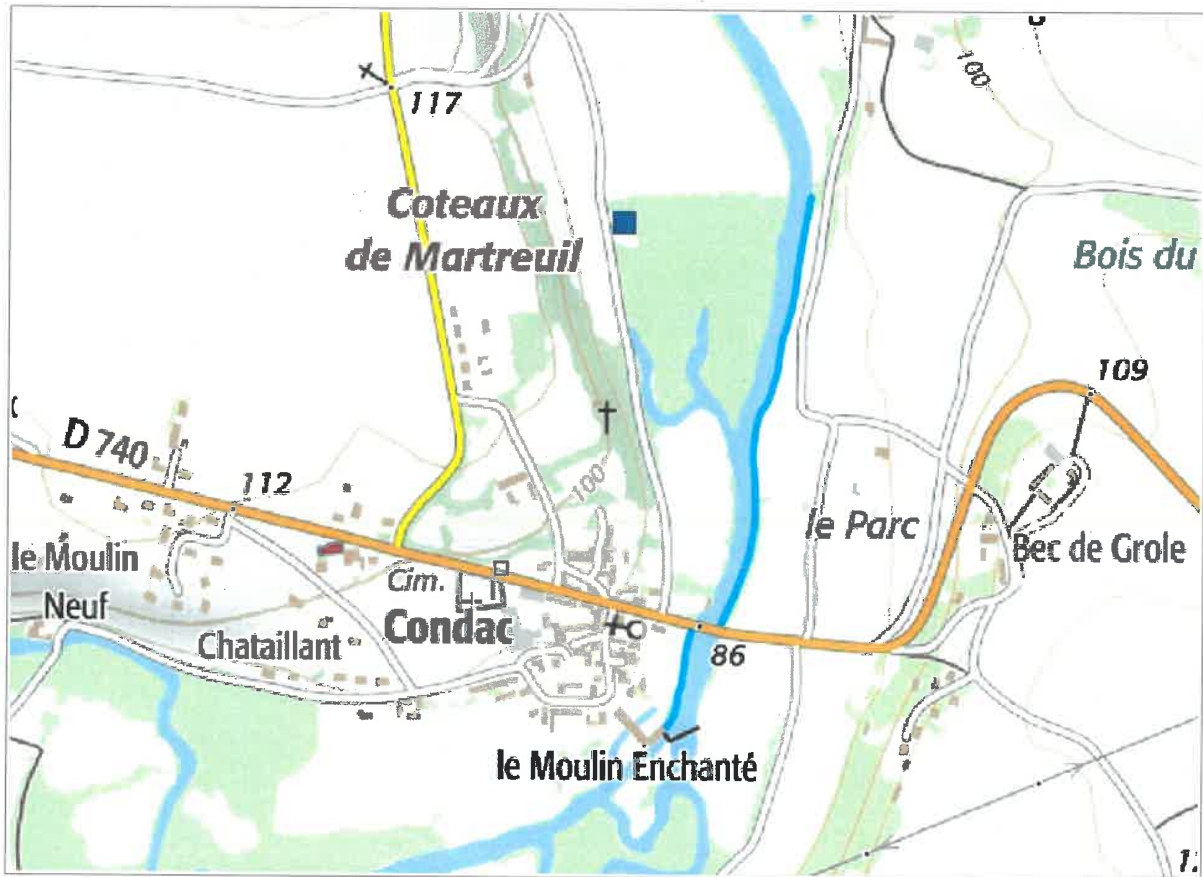 100
117
Coteaux
de Martreuil
Bois du
109
D 740
112
100
le Parc
le Moulin
Neuf
Bec de Grole
Cim.
Condac
Chataillant
86
le Moulin Enchanté